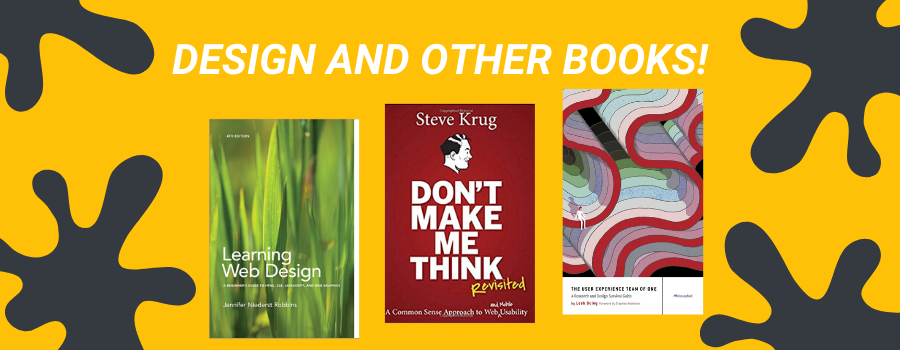 DESIGN AND OTHER BOOKS!
4TH EDITION
Learning
Web Design
A BEGINNER'S GUIDE TO HTML, CSS, JAVASCRIPT, AND WEB GRAPHICS
Jennifer Niederst Robbins
Steve Krug
DON'T
MAKE
ME
THINK
Revisited
and Mobile
A Common Sense Approach to Web Usability
THE USER EXPERIENCE TEAM OF ONE
A Research and Design Survival Guide
by Leah Buley